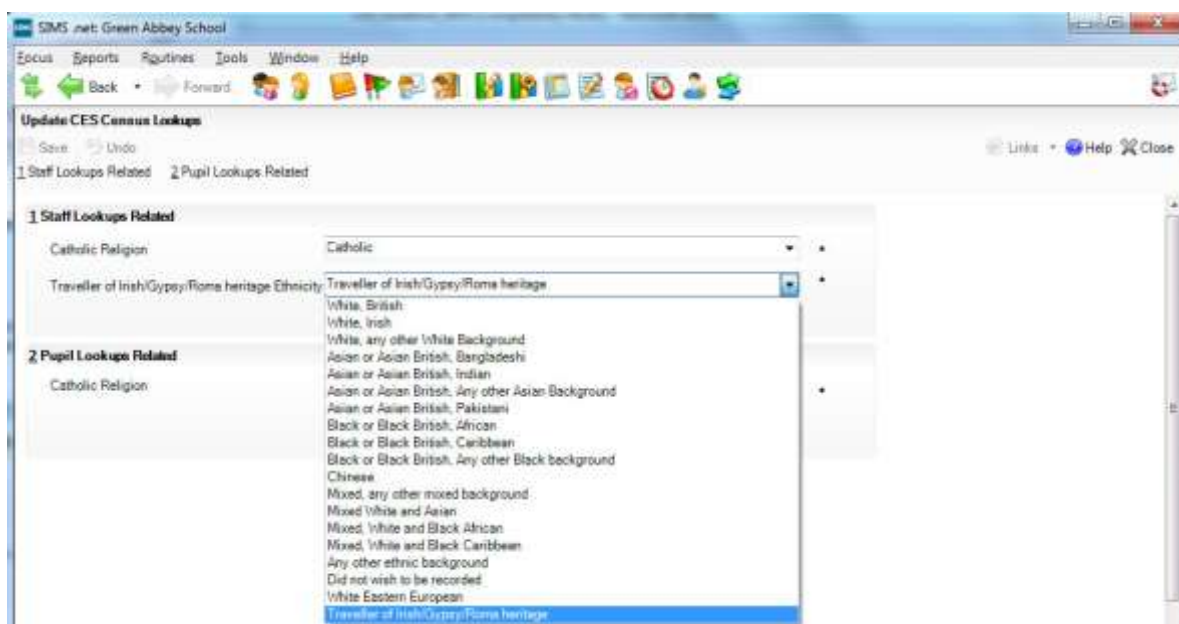 SIMS .net: Green Abbey School
Focus Reports Routines Tools Window Help
Back Forward
Update CES Census Lookups
Save Undo Links Help Close
1 Staff Lookups Related 2 Pupil Lookups Related
1 Staff Lookups Related
Catholic Religion Catholic
Traveller of Irish/Gypsy/Roma heritage Ethnicity Traveller of Irish/Gypsy/Roma heritage
White, British
White, Irish
White, any other White Background
2 Pupil Lookups Related
Asian or Asian British, Bangladeshi
Asian or Asian British, Indian
Catholic Religion
Asian or Asian British, Any other Asian Background
Asian or Asian British, Pakistani
Black or Black British, African
Black or Black British, Caribbean
Black or Black British, Any other Black background
Chinese
Mixed, any other mixed background
Mixed White and Asian
Mixed, White and Black African
Mixed, White and Black Caribbean
Any other ethnic background
Did not wish to be recorded
White Eastern European
Traveller of Irish/Gypsy/Roma heritage